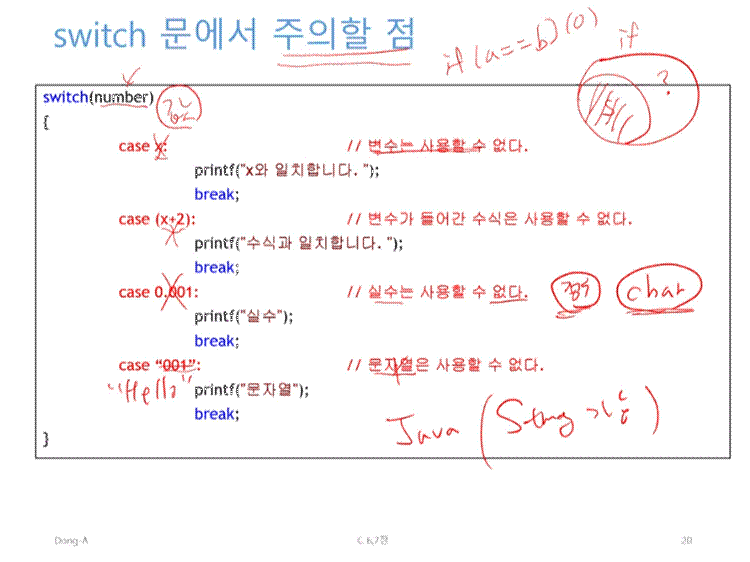 switch 문에서 주의할 점
if (a==b) (0) if
switch(number)
{
?
case x: // 변수는 사용할 수 없다.
printf("x와 일치합니다. ");
break;
case (x+2): // 변수가 들어간 수식은 사용할 수 없다.
printf("수식과 일치합니다. ");
break;
case 0.001: // 실수는 사용할 수 없다. 정수 char
printf("실수");
break;
case “001”: // 문자열은 사용할 수 없다.
"Hello" printf("문자열");
break;
Java (String 가능)
}
Dong-A C 6,7장 20